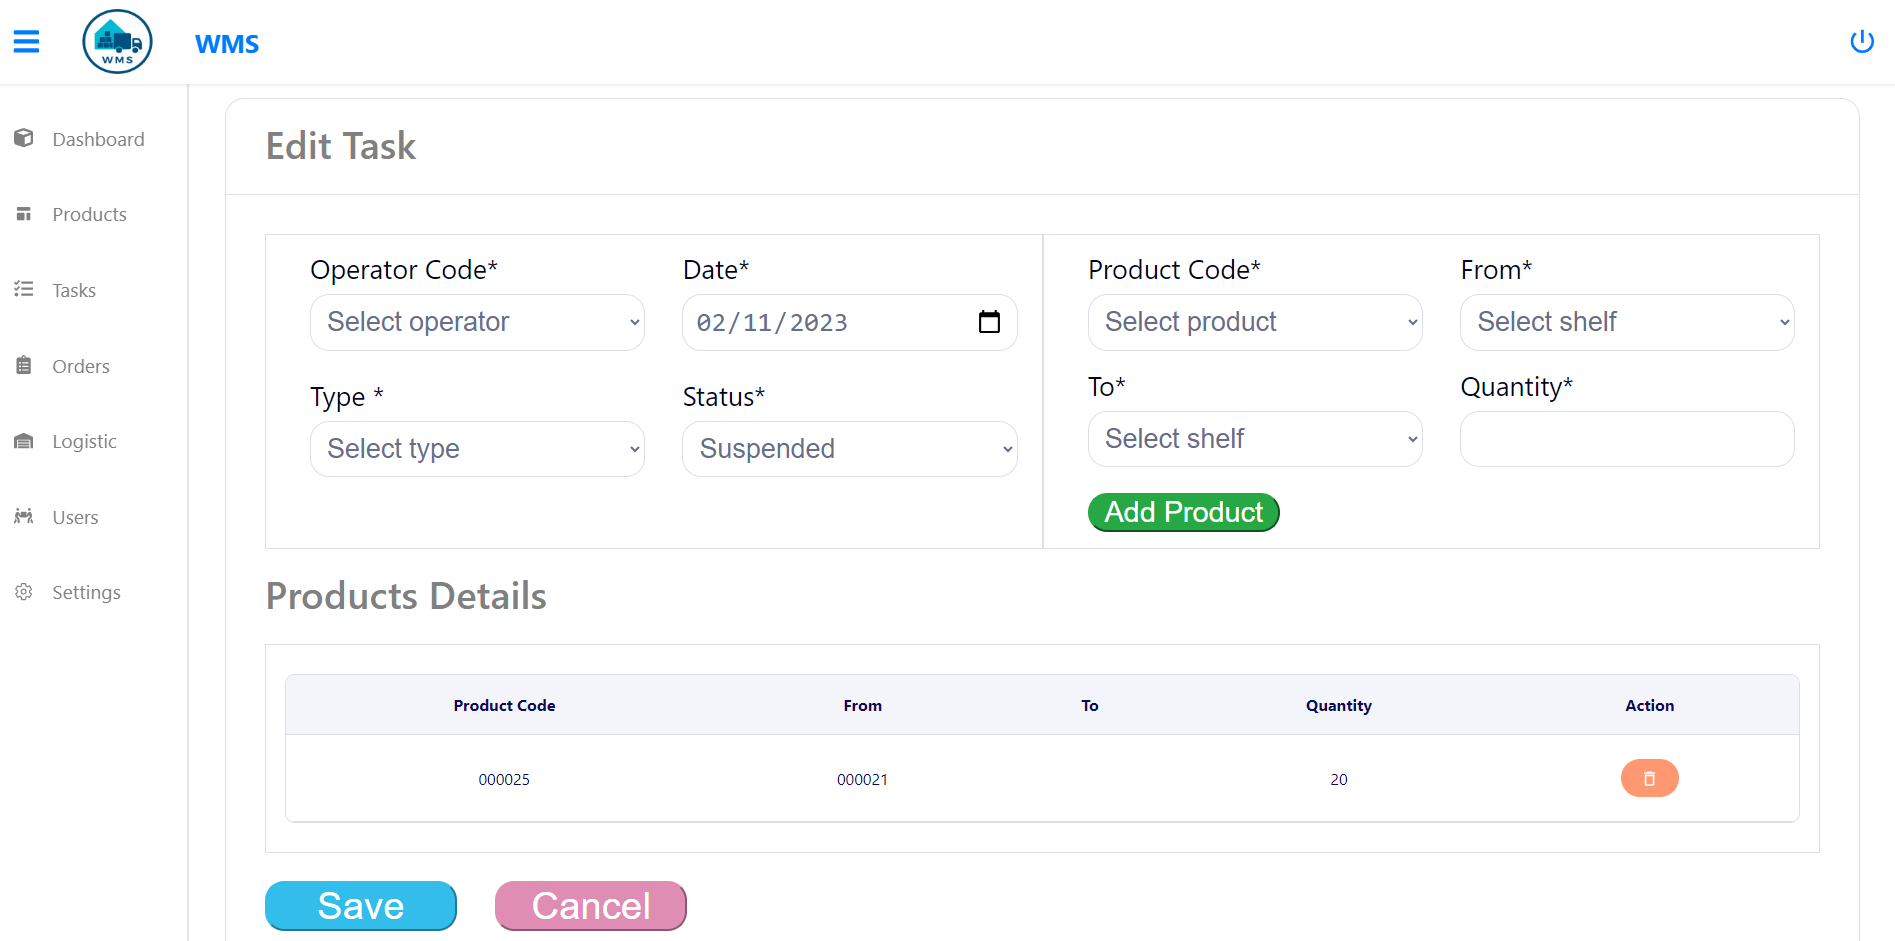 WMS
WMS
Dashboard
Products
Tasks
Orders
Logistic
Users
Settings
Edit Task
Operator Code*
Date*
Select operator
02/11/2023
Type *
Status*
Select type
Suspended
Product Code*
From*
Select product
Select shelf
To*
Quantity*
Select shelf
Add Product
Products Details
Product Code From To Quantity Action
000025 000021 20
Save
Cancel